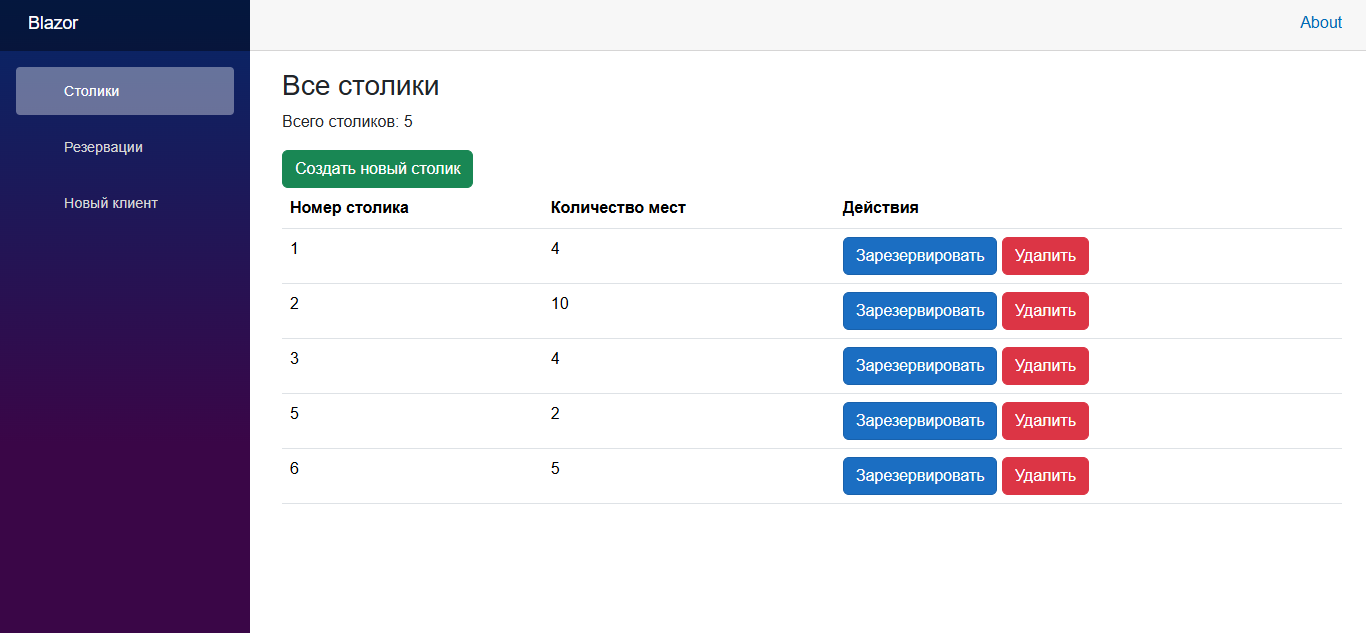 Blazor
About
Столики
Резервации
Новый клиент
Все столики
Всего столиков: 5
Создать новый столик
Номер столика Количество мест Действия
1 4 Зарезервировать Удалить
2 10 Зарезервировать Удалить
3 4 Зарезервировать Удалить
5 2 Зарезервировать Удалить
6 5 Зарезервировать Удалить